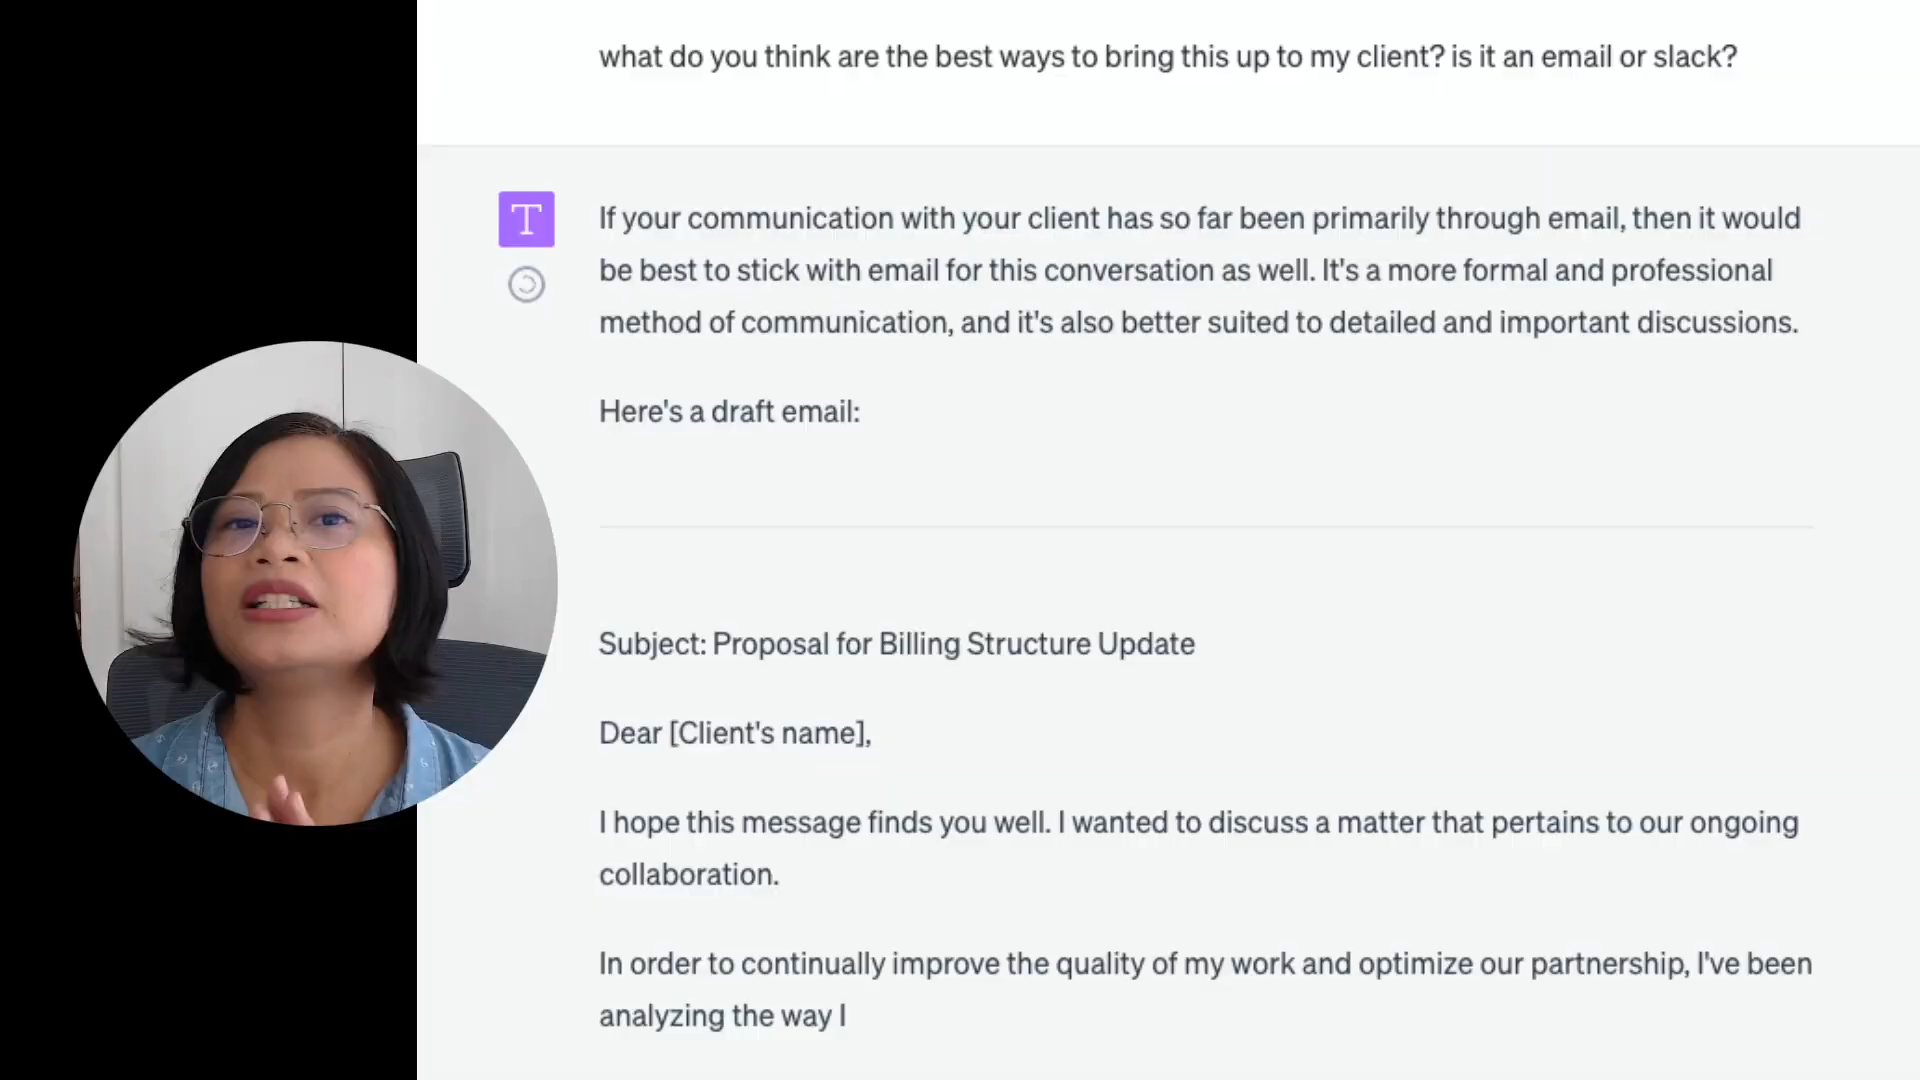 what do you think are the best ways to bring this up to my client? is it an email or slack?
T
If your communication with your client has so far been primarily through email, then it would
be best to stick with email for this conversation as well. It's a more formal and professional
method of communication, and it's also better suited to detailed and important discussions.
Here's a draft email:
Subject: Proposal for Billing Structure Update
Dear [Client's name],
I hope this message finds you well. I wanted to discuss a matter that pertains to our ongoing
collaboration.
In order to continually improve the quality of my work and optimize our partnership, I've been
analyzing the way I